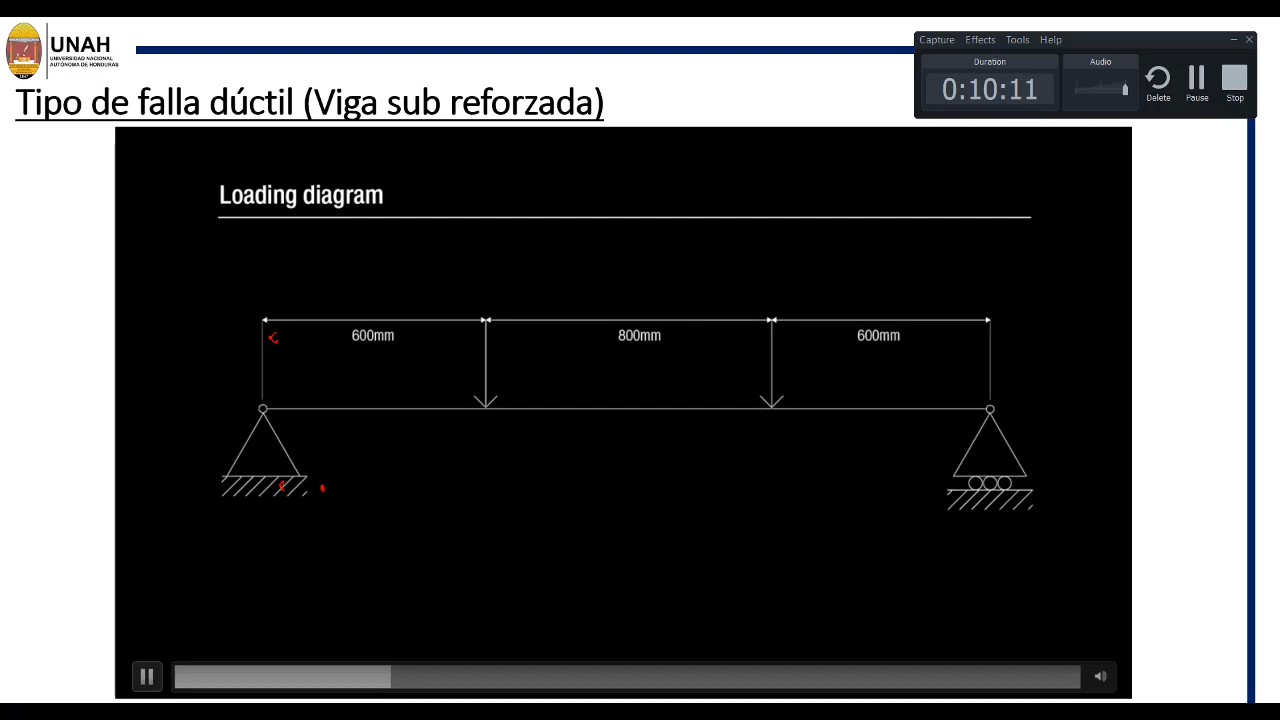 UNAH
UNIVERSIDAD NACIONAL
AUTÓNOMA DE HONDURAS
Capture Effects Tools Help
Duration
Audio
0:10:11
Delete
Pause
Stop
Tipo de falla dúctil (Viga sub reforzada)
Loading diagram
600mm
800mm
600mm